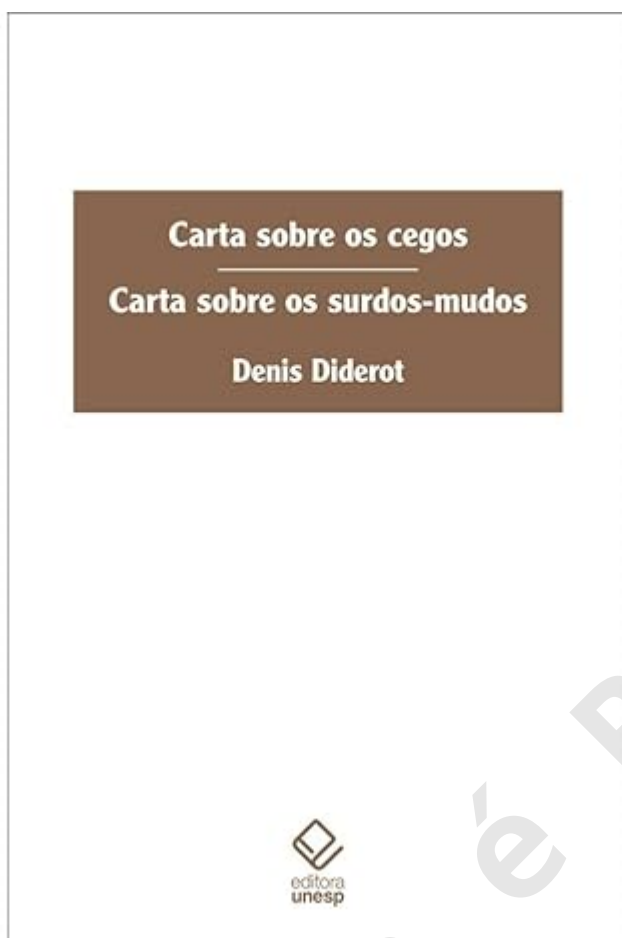 Carta sobre os cegos
Carta sobre os surdos-mudos
Denis Diderot
editora
unesp
é